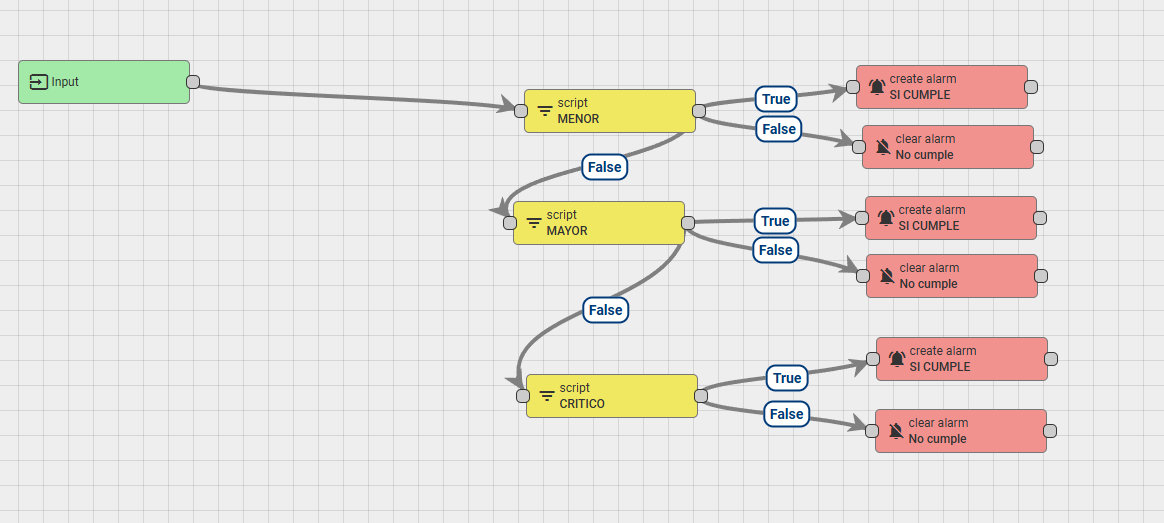 Input
script
MENOR
True
False
create alarm
SI CUMPLE
clear alarm
No cumple
False
script
MAYOR
True
False
create alarm
SI CUMPLE
clear alarm
No cumple
False
script
CRITICO
True
False
create alarm
SI CUMPLE
clear alarm
No cumple